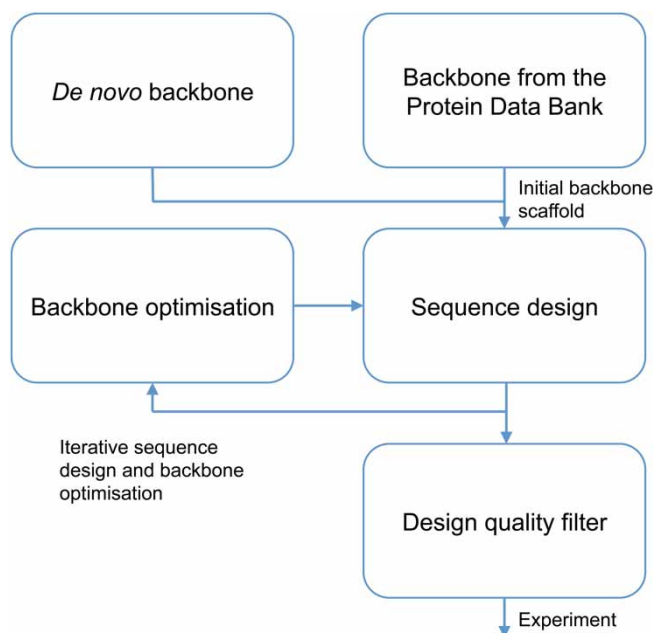 De novo backbone
Backbone from the
Protein Data Bank
Initial backbone
scaffold
Backbone optimisation
Sequence design
Iterative sequence
design and backbone
optimisation
Design quality filter
Experiment